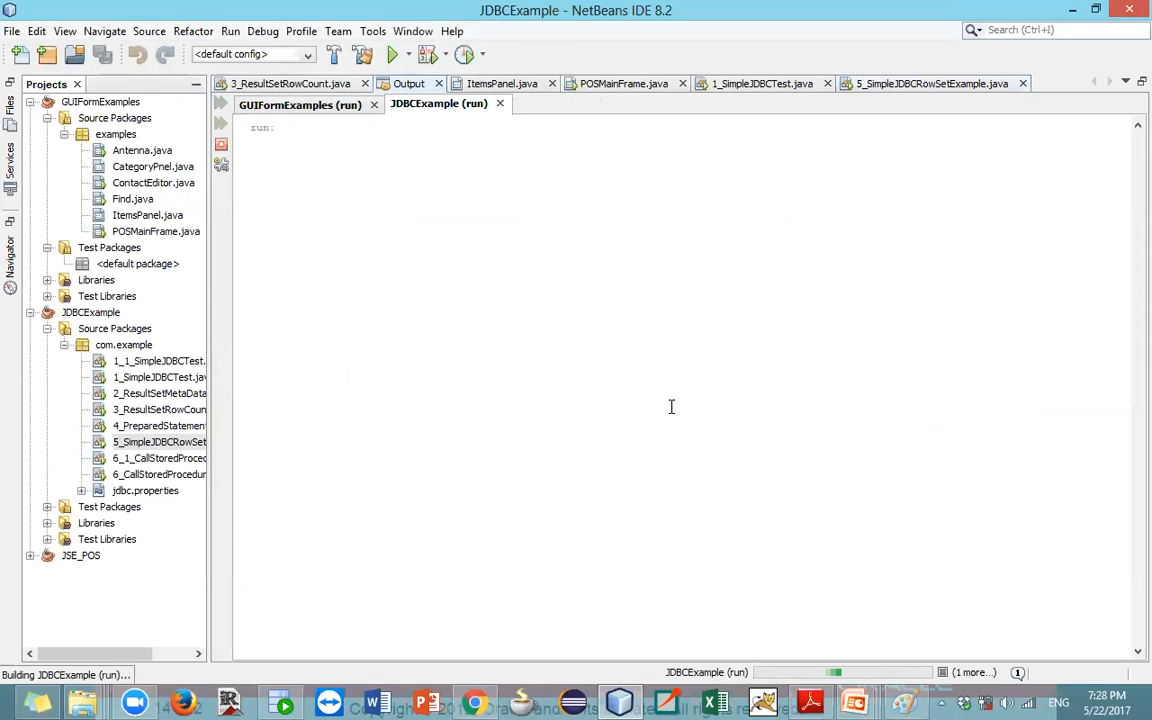 JDBCExample - NetBeans IDE 8.2
File Edit View Navigate Source Refactor Run Debug Profile Team Tools Window Help
Search (Ctrl+I)
<default config>
Projects
3_ResultSetRowCount.java Output ItemsPanel.java POSMainFrame.java 1_SimpleJDBCTest.java 5_SimpleJDBCRowSetExample.java
GUIFormExamples (run) JDBCExample (run)
run:
Files
Services
Navigator
GUIFormExamples
Source Packages
examples
Antenna.java
CategoryPnel.java
ContactEditor.java
Find.java
ItemsPanel.java
POSMainFrame.java
Test Packages
<default package>
Libraries
Test Libraries
JDBCExample
Source Packages
com.example
1_1_SimpleJDBCTest.
1_SimpleJDBCTest.jav
2_ResultSetMetaData
3_ResultSetRowCoun
4_PreparedStatemen
5_SimpleJDBCRowSet
6_1_CallStoredProced
6_CallStoredProcedur
jdbc.properties
Test Packages
Libraries
Test Libraries
JSE_POS
Building JDBCExample (run)...
JDBCExample (run)
(1 more...)
ENG
7:28 PM
5/22/2017